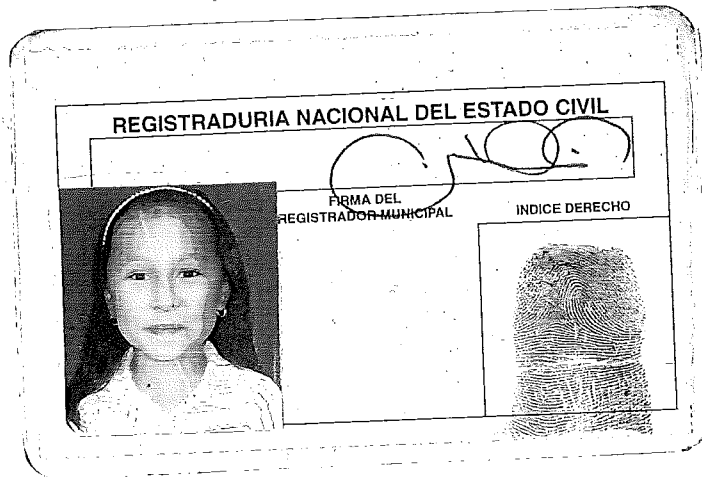 REGISTRADURIA NACIONAL DEL ESTADO CIVIL
FIRMA DEL
REGISTRADOR MUNICIPAL
INDICE DERECHO